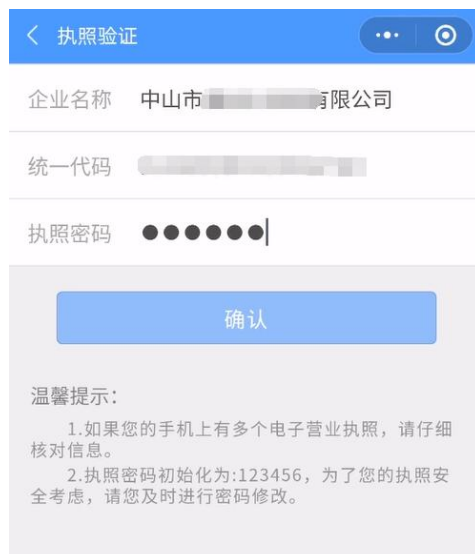 执照验证
企业名称 中山市 有限公司
统一代码
执照密码 ●●●●●●
确认
温馨提示:
1.如果您的手机上有多个电子营业执照，请仔细
核对信息。
2.执照密码初始化为:123456，为了您的执照安
全考虑，请您及时进行密码修改。